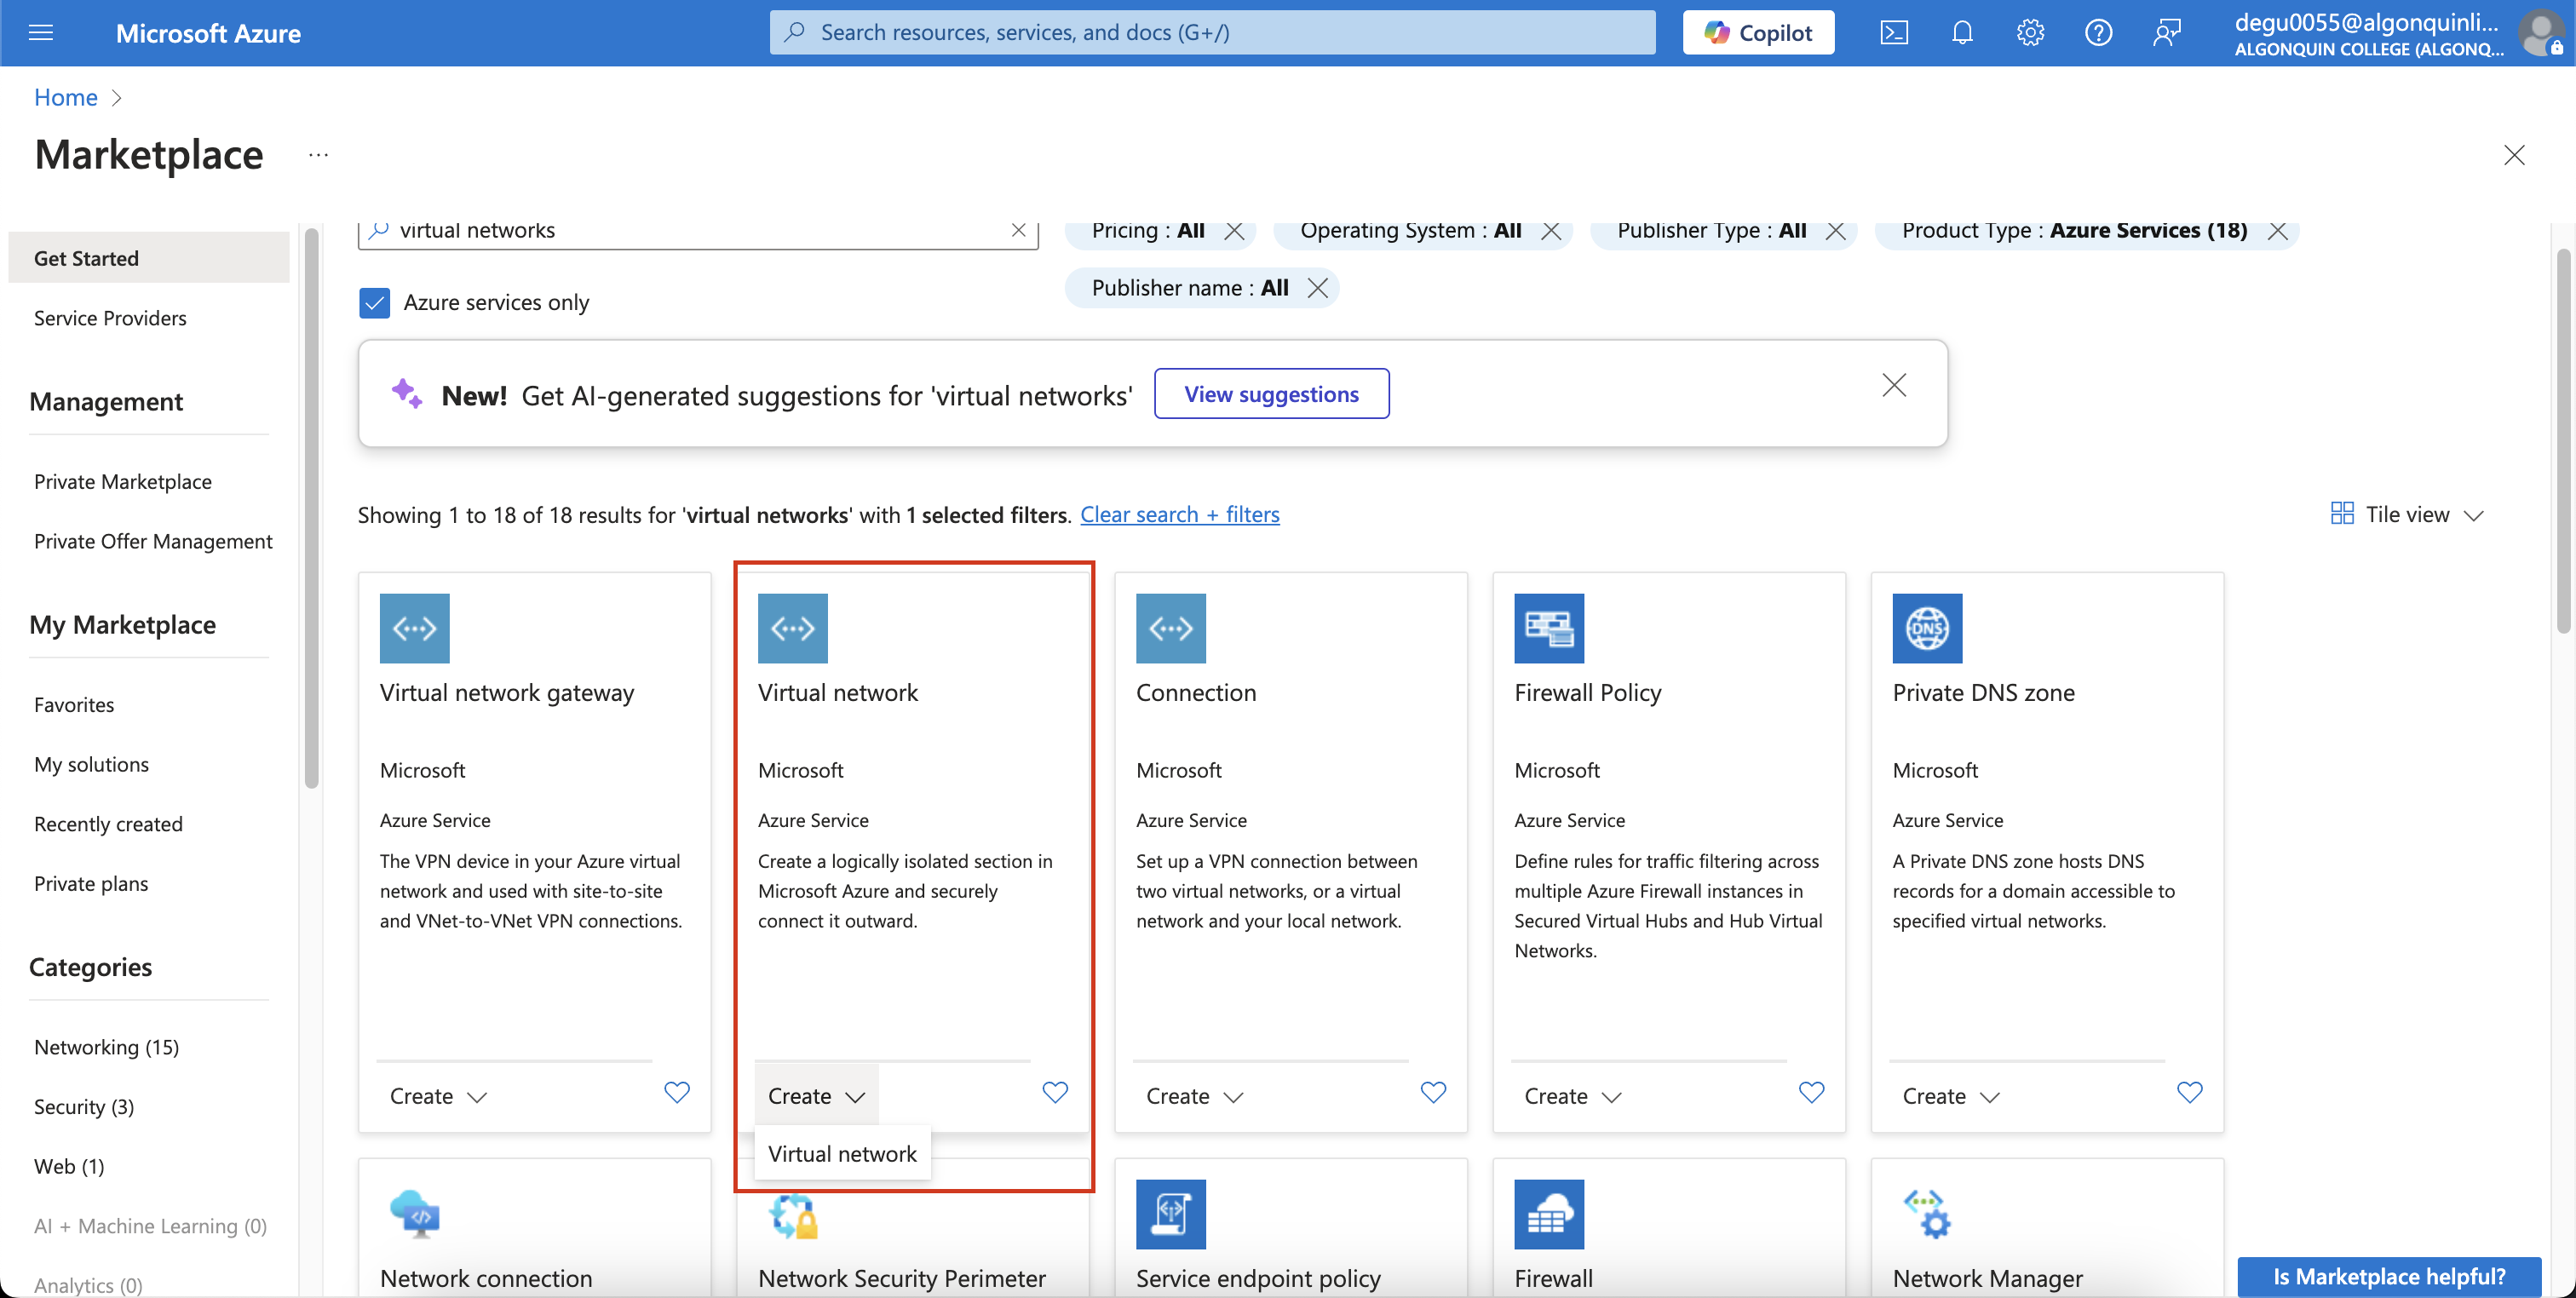 Microsoft Azure
Search resources, services, and docs (G+/)
Copilot
degu0055@algonquinli...
ALGONQUIN COLLEGE (ALGONQ...
Home
Marketplace
...
Get Started
Service Providers
Management
Private Marketplace
Private Offer Management
My Marketplace
Favorites
My solutions
Recently created
Private plans
Categories
Networking (15)
Security (3)
Web (1)
AI + Machine Learning (0)
Analytics (0)
virtual networks
Pricing : All
Operating System : All
Publisher Type : All
Product Type : Azure Services (18)
Publisher name : All
Azure services only
New! Get AI-generated suggestions for 'virtual networks'
View suggestions
Showing 1 to 18 of 18 results for 'virtual networks' with 1 selected filters. Clear search + filters
Tile view
Virtual network gateway
Microsoft
Azure Service
The VPN device in your Azure virtual
network and used with site-to-site
and VNet-to-VNet VPN connections.
Create
Virtual network
Microsoft
Azure Service
Create a logically isolated section in
Microsoft Azure and securely
connect it outward.
Create
Virtual network
Connection
Microsoft
Azure Service
Set up a VPN connection between
two virtual networks, or a virtual
network and your local network.
Create
Firewall Policy
Microsoft
Azure Service
Define rules for traffic filtering across
multiple Azure Firewall instances in
Secured Virtual Hubs and Hub Virtual
Networks.
Create
DNS
Private DNS zone
Microsoft
Azure Service
A Private DNS zone hosts DNS
records for a domain accessible to
specified virtual networks.
Create
Network connection
Network Security Perimeter
Service endpoint policy
Firewall
Network Manager
Is Marketplace helpful?